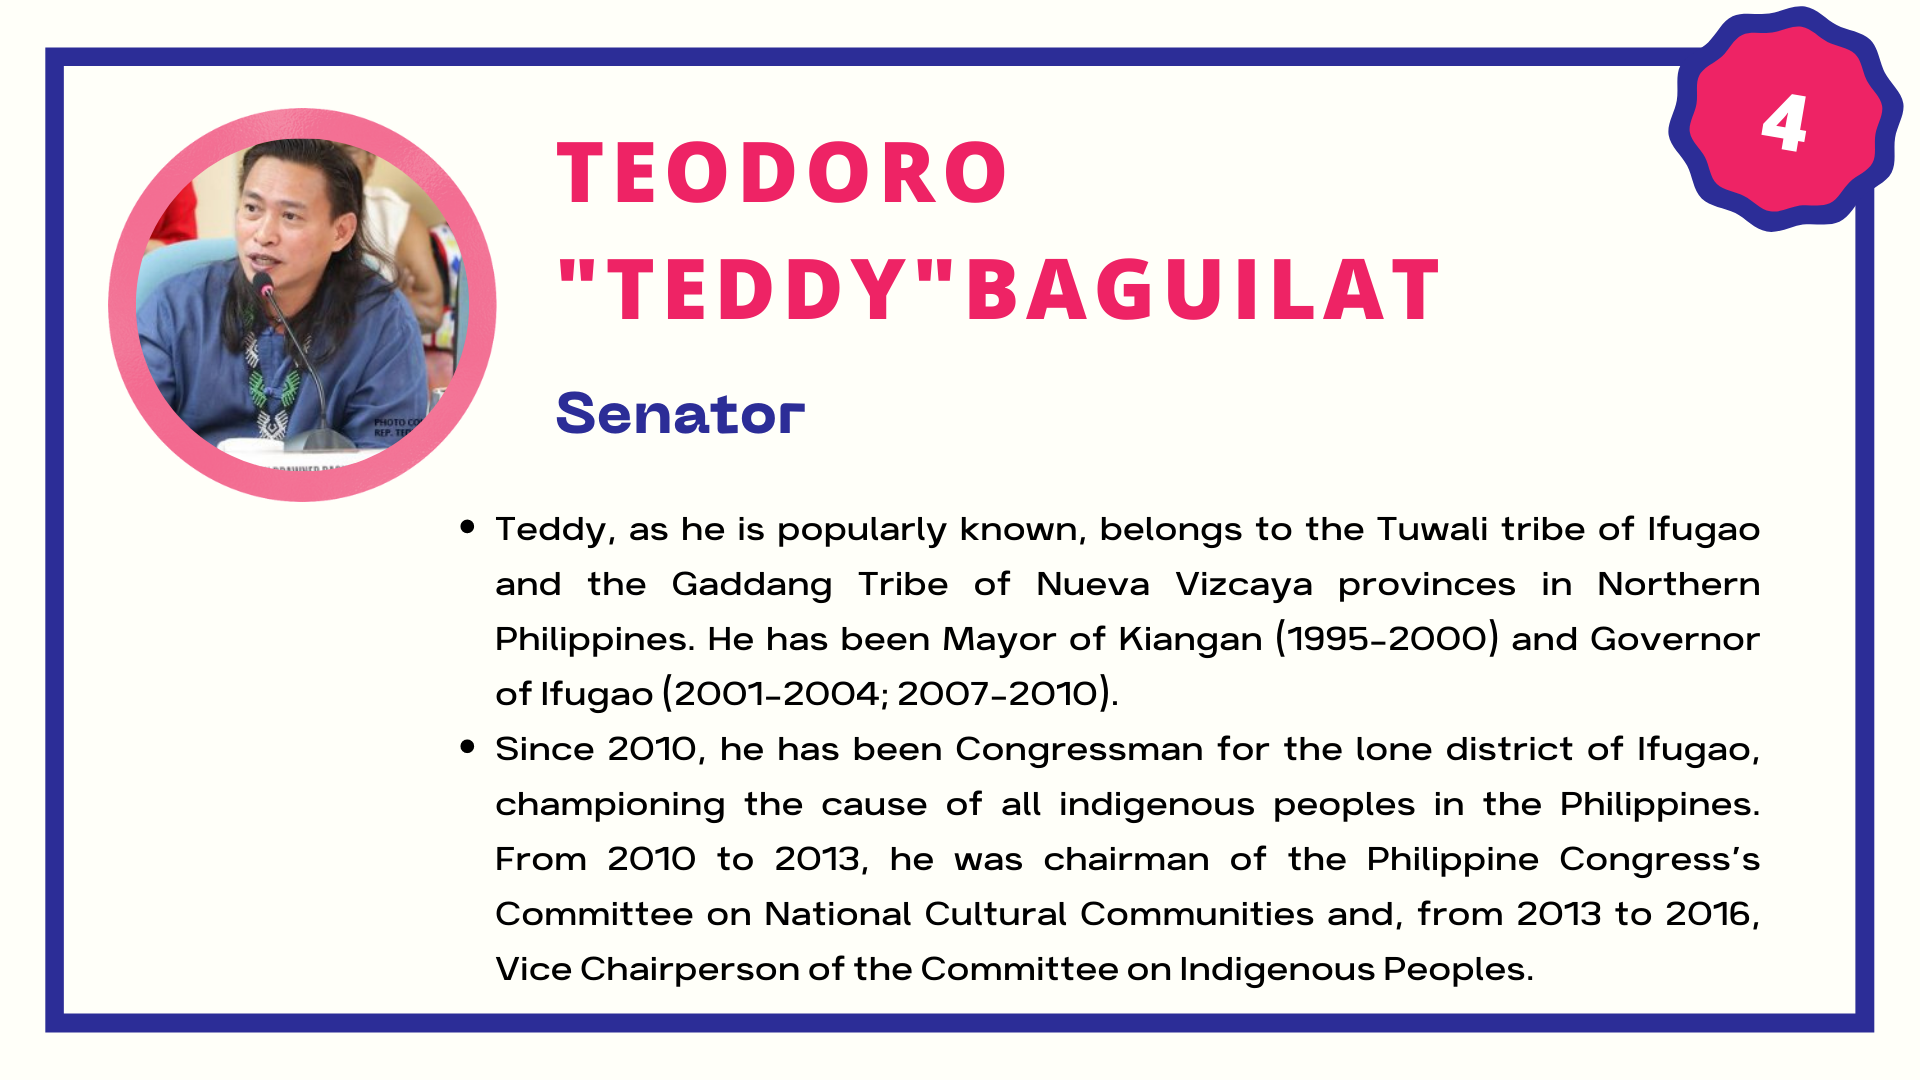 4
TEODORO
"TEDDY"BAGUILAT
Senator
PHOTO
REP.
• Teddy, as he is popularly known, belongs to the Tuwali tribe of Ifugao
and the Gaddang Tribe of Nueva Vizcaya provinces in Northern
Philippines. He has been Mayor of Kiangan (1995-2000) and Governor
of Ifugao (2001-2004; 2007-2010).
• Since 2010, he has been Congressman for the lone district of Ifugao,
championing the cause of all indigenous peoples in the Philippines.
From 2010 to 2013, he was chairman of the Philippine Congress’s
Committee on National Cultural Communities and, from 2013 to 2016,
Vice Chairperson of the Committee on Indigenous Peoples.